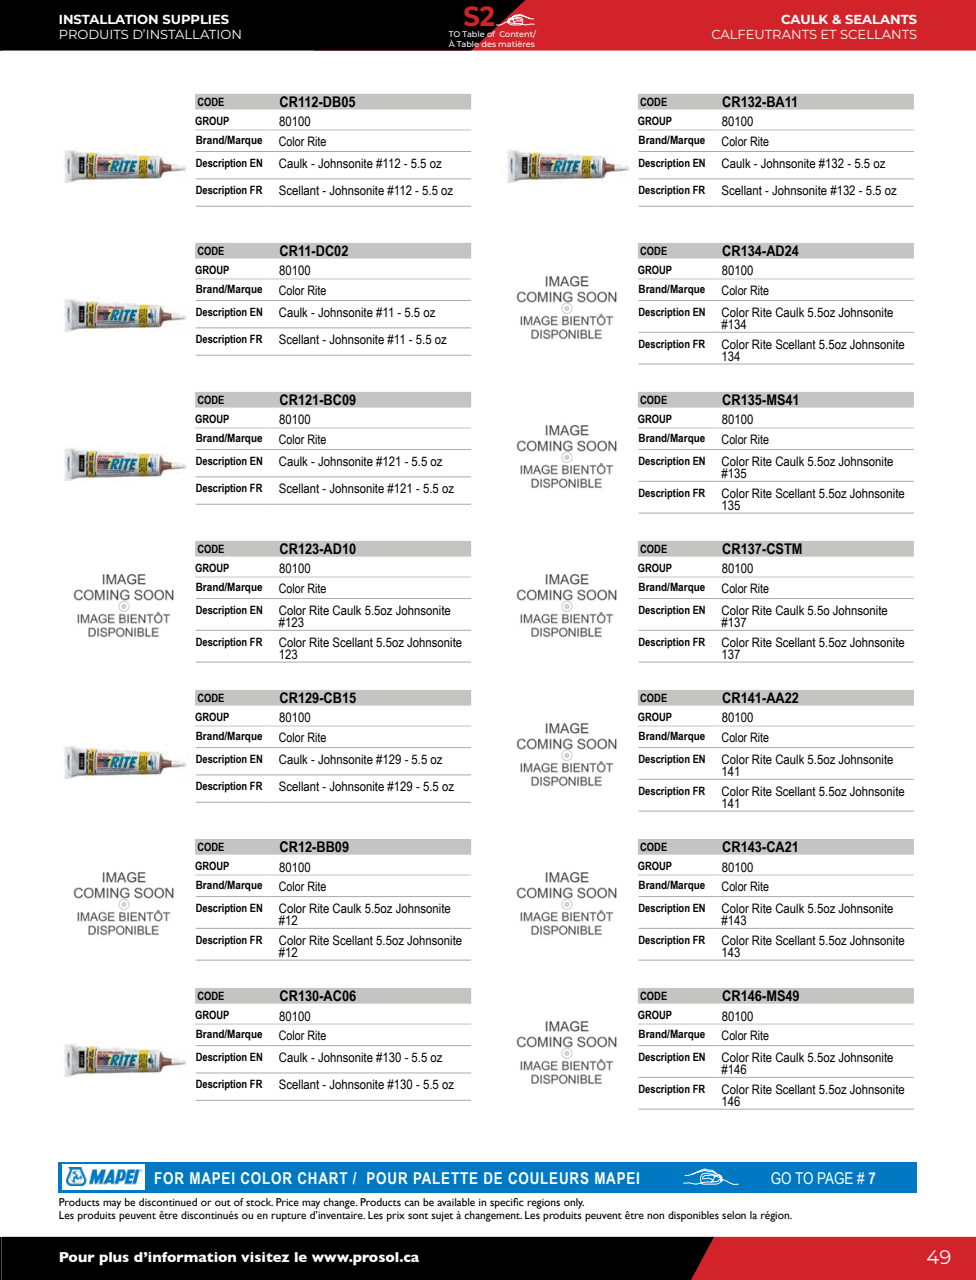 INSTALLATION SUPPLIES
PRODUITS D'INSTALLATION
S2
TO Table of Content/
À Table des matières
CAULK & SEALANTS
CALFEUTRANTS ET SCELLANTS
CODE CR112-DB05
GROUP 80100
Brand/Marque Color Rite
Description EN Caulk - Johnsonite #112 - 5.5 oz
Description FR Scellant - Johnsonite #112 - 5.5 oz
RITE
CODE CR11-DC02
GROUP 80100
Brand/Marque Color Rite
Description EN Caulk - Johnsonite #11 - 5.5 oz
Description FR Scellant - Johnsonite #11 - 5.5 oz
RITE
CODE CR121-BC09
GROUP 80100
Brand/Marque Color Rite
Description EN Caulk - Johnsonite #121 - 5.5 oz
Description FR Scellant - Johnsonite #121 - 5.5 oz
RITE
CODE CR123-AD10
GROUP 80100
Brand/Marque Color Rite
Description EN Color Rite Caulk 5.5oz Johnsonite
#123
Description FR Color Rite Scellant 5.5oz Johnsonite
123
IMAGE
COMING SOON
IMAGE BIENTÔT
DISPONIBLE
CODE CR129-CB15
GROUP 80100
Brand/Marque Color Rite
Description EN Caulk - Johnsonite #129 - 5.5 oz
Description FR Scellant - Johnsonite #129 - 5.5 oz
RITE
CODE CR12-BB09
GROUP 80100
Brand/Marque Color Rite
Description EN Color Rite Caulk 5.5oz Johnsonite
#12
Description FR Color Rite Scellant 5.5oz Johnsonite
#12
IMAGE
COMING SOON
IMAGE BIENTÔT
DISPONIBLE
CODE CR130-AC06
GROUP 80100
Brand/Marque Color Rite
Description EN Caulk - Johnsonite #130 - 5.5 oz
Description FR Scellant - Johnsonite #130 - 5.5 oz
RITE
CODE CR132-BA11
GROUP 80100
Brand/Marque Color Rite
Description EN Caulk - Johnsonite #132 - 5.5 oz
Description FR Scellant - Johnsonite #132 - 5.5 oz
RITE
CODE CR134-AD24
GROUP 80100
Brand/Marque Color Rite
Description EN Color Rite Caulk 5.5oz Johnsonite
#134
Description FR Color Rite Scellant 5.5oz Johnsonite
134
IMAGE
COMING SOON
IMAGE BIENTÔT
DISPONIBLE
CODE CR135-MS41
GROUP 80100
Brand/Marque Color Rite
Description EN Color Rite Caulk 5.5oz Johnsonite
#135
Description FR Color Rite Scellant 5.5oz Johnsonite
135
IMAGE
COMING SOON
IMAGE BIENTÔT
DISPONIBLE
CODE CR137-CSTM
GROUP 80100
Brand/Marque Color Rite
Description EN Color Rite Caulk 5.5o Johnsonite
#137
Description FR Color Rite Scellant 5.5oz Johnsonite
137
IMAGE
COMING SOON
IMAGE BIENTÔT
DISPONIBLE
CODE CR141-AA22
GROUP 80100
Brand/Marque Color Rite
Description EN Color Rite Caulk 5.5oz Johnsonite
141
Description FR Color Rite Scellant 5.5oz Johnsonite
141
IMAGE
COMING SOON
IMAGE BIENTÔT
DISPONIBLE
CODE CR143-CA21
GROUP 80100
Brand/Marque Color Rite
Description EN Color Rite Caulk 5.5oz Johnsonite
#143
Description FR Color Rite Scellant 5.5oz Johnsonite
143
IMAGE
COMING SOON
IMAGE BIENTÔT
DISPONIBLE
CODE CR146-MS49
GROUP 80100
Brand/Marque Color Rite
Description EN Color Rite Caulk 5.5oz Johnsonite
#146
Description FR Color Rite Scellant 5.5oz Johnsonite
146
IMAGE
COMING SOON
IMAGE BIENTÔT
DISPONIBLE
MAPEI FOR MAPEI COLOR CHART / POUR PALETTE DE COULEURS MAPEI GO TO PAGE # 7
Products may be discontinued or out of stock. Price may change. Products can be available in specific regions only.
Les produits peuvent être discontinués ou en rupture d'inventaire. Les prix sont sujet à changement. Les produits peuvent être non disponibles selon la région.
Pour plus d'information visitez le www.prosol.ca
49